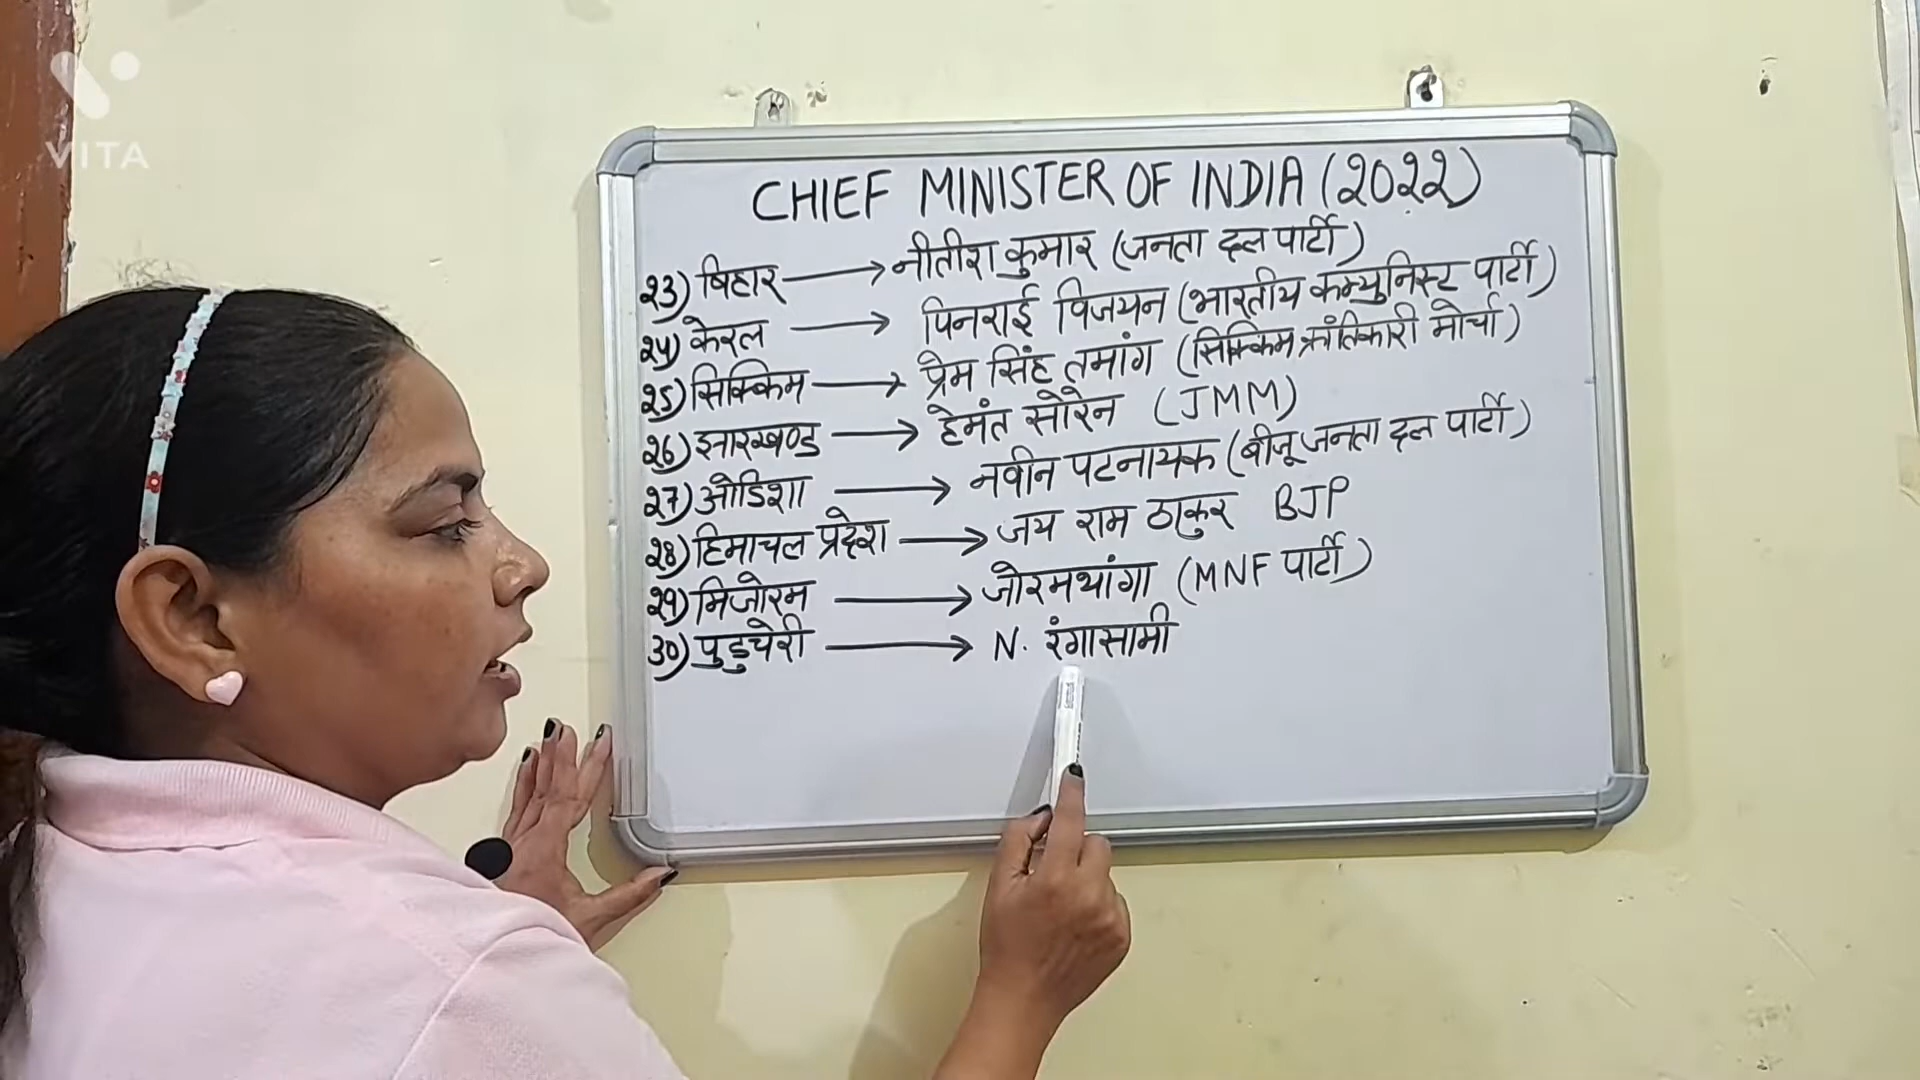 VITA
CHIEF MINISTER OF INDIA (2022)
23) बिहार → नीतीश कुमार (जनता दल पार्टी)
24) केरल → पिनराई विजयन (भारतीय कम्युनिस्ट पार्टी)
25) सिक्किम → प्रेम सिंह तमांग (सिक्किम क्रांतिकारी मोर्चा)
26) झारखण्ड → हेमंत सोरेन (JMM)
27) ओडिशा → नवीन पटनायक (बीजू जनता दल पार्टी)
28) हिमाचल प्रदेश → जय राम ठाकुर BJP
29) मिजोरम → जोरमथांगा (MNF पार्टी)
30) पुडुचेरी → N. रंगासामी